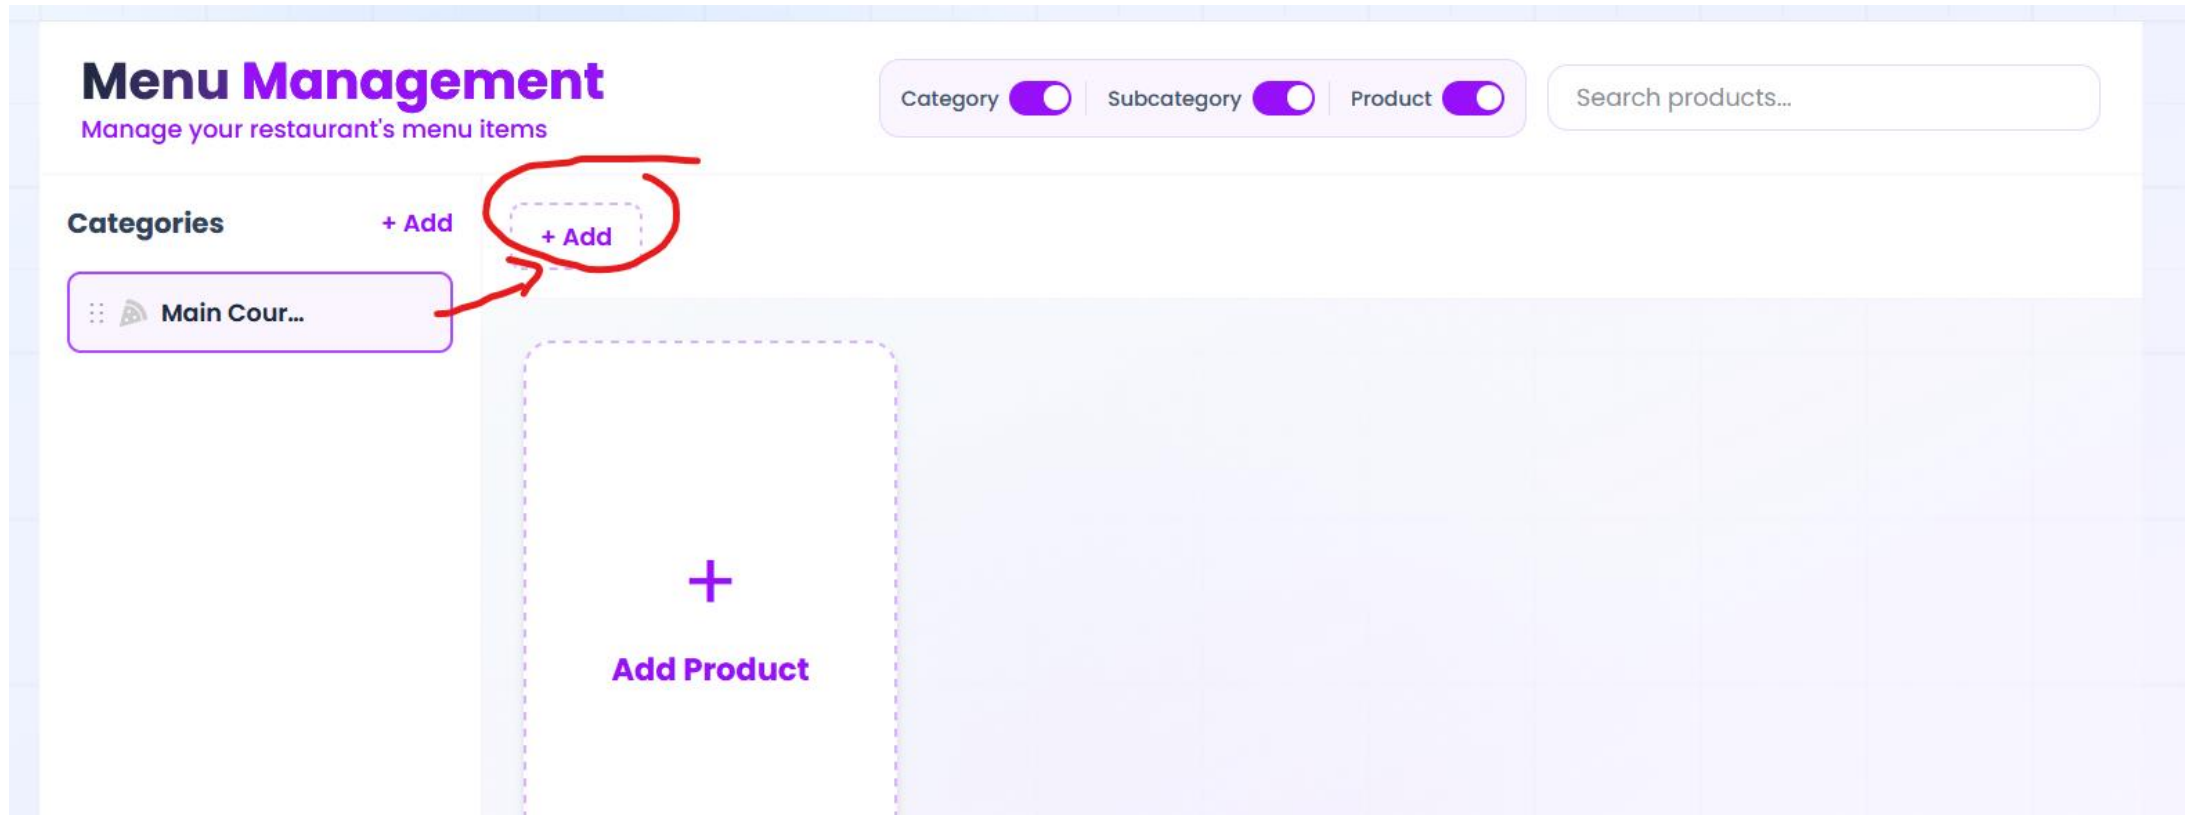 Menu Management
Manage your restaurant's menu items
Category
Subcategory
Product
Search products...
Categories
+ Add
+ Add
Main Cour...
+
Add Product